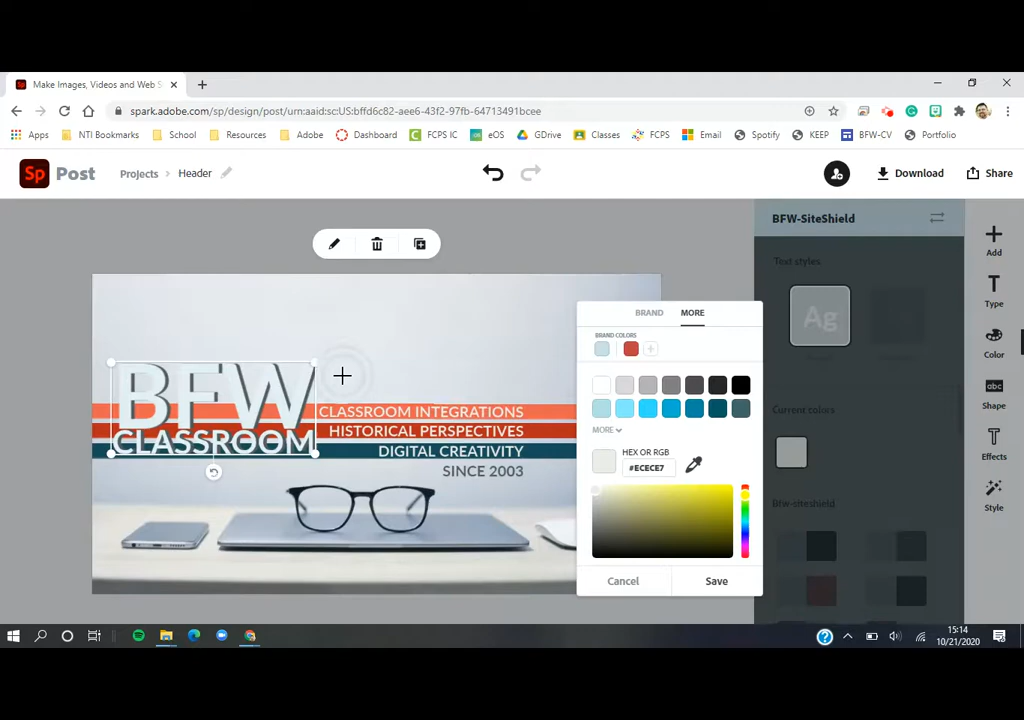 Make Images, Videos and Web S
spark.adobe.com/sp/design/post/urn:aaid:sc:US:bffd6c82-aee6-43f2-97fb-64713491bcee
Apps NTI Bookmarks School Resources Adobe Dashboard FCPS IC eOS GDrive Classes FCPS Email Spotify KEEP BFW-CV Portfolio
Sp Post Projects > Header Download Share
BFW-SiteShield
Text styles
Ag
Add
Type
Color
abc
Shape
Effects
Style
BFW
CLASSROOM
CLASSROOM INTEGRATIONS
HISTORICAL PERSPECTIVES
DIGITAL CREATIVITY
SINCE 2003
BRAND MORE
BRAND COLORS
MORE
HEX OR RGB
#ECECE7
Cancel Save
Current colors
Bfw-siteshield
15:14
10/21/2020